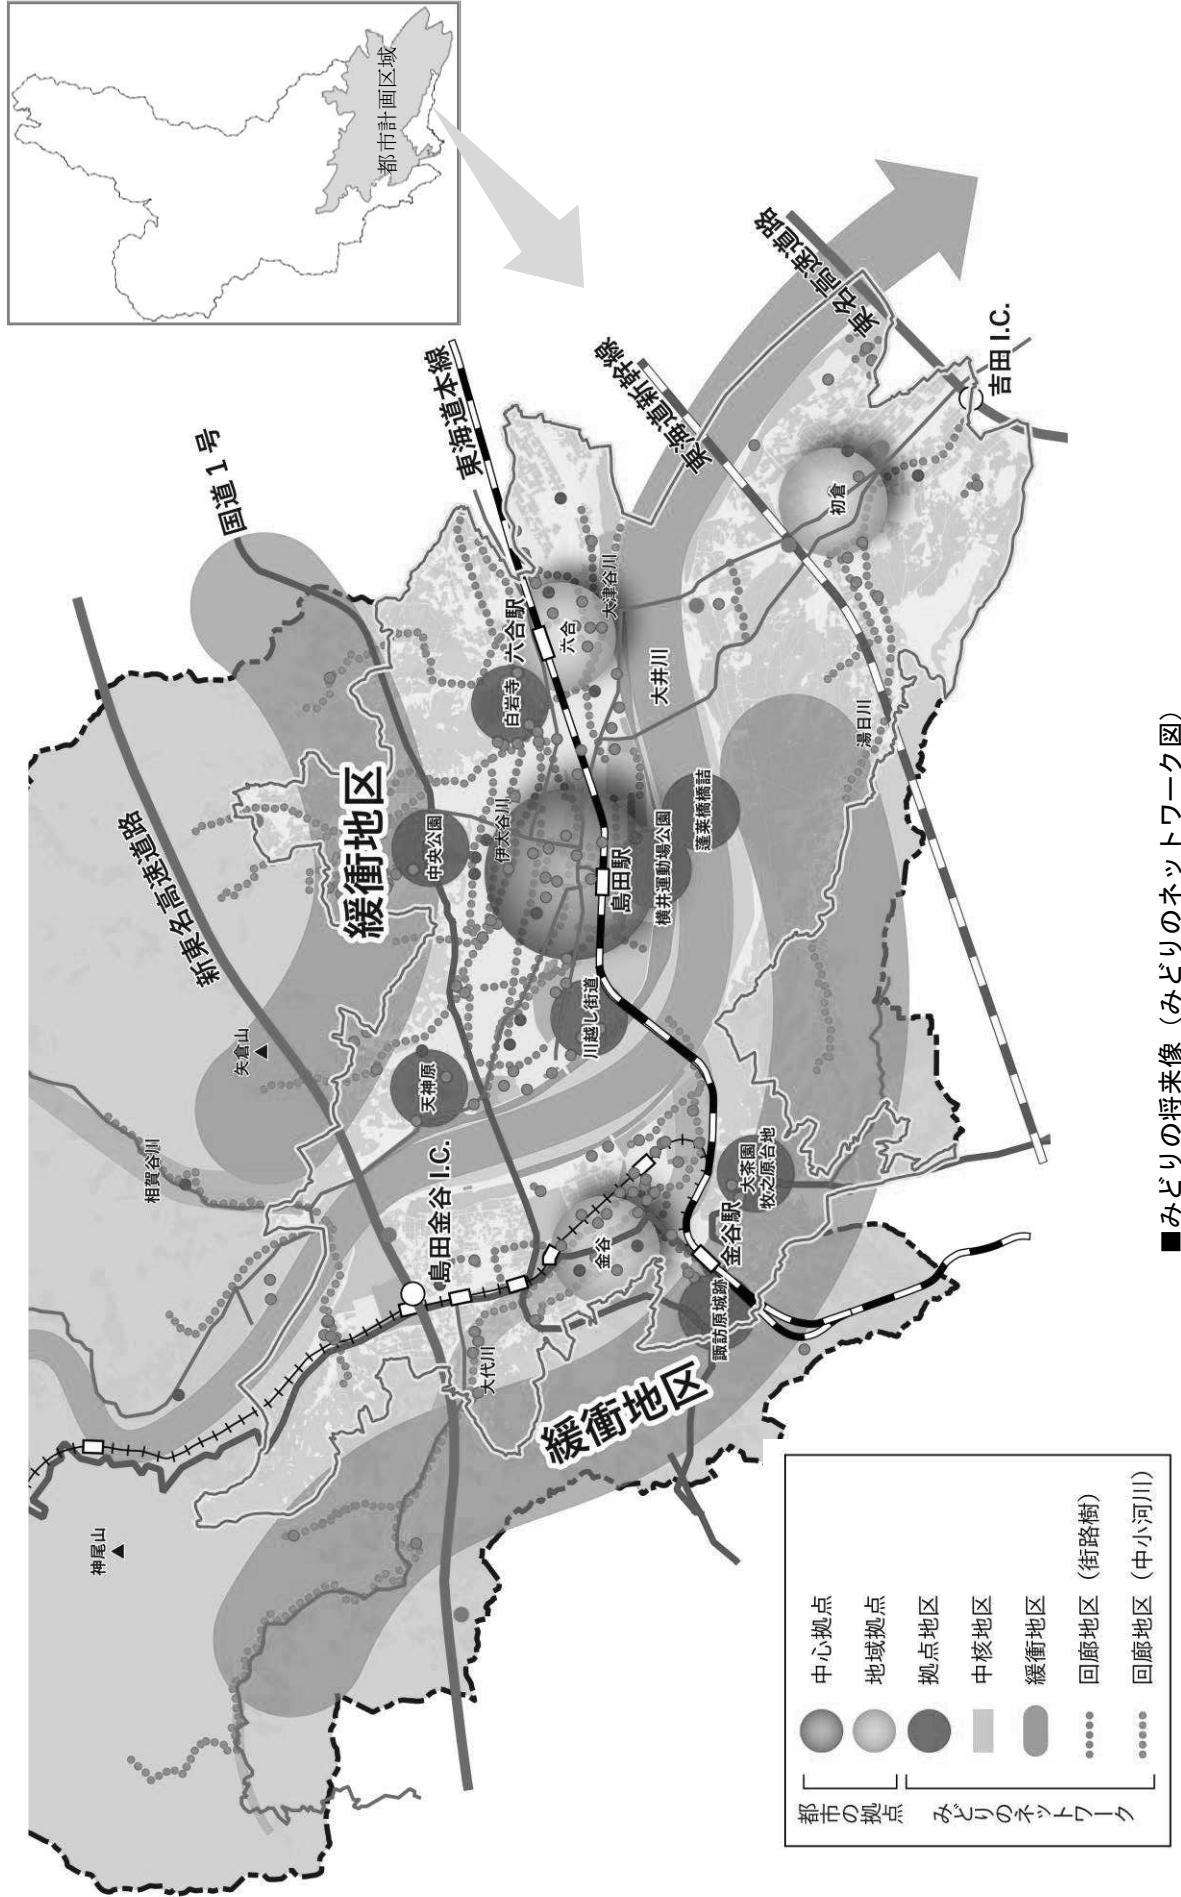 都市計画区域
国道1号
東海道本線
東海道新幹線
東名高速道路
新東名高速道路
吉田 I.C.
緩衝地区
矢倉山
相賀谷川
神尾山
島田金谷 I.C.
天神原
中央公園
伊太谷川
白岩寺
六合駅
六合
大津谷川
大井川
初倉
湯日川
島田駅
横井運動場公園
蓬莱橋橋詰
川越し街道
金谷
金谷駅
大茶園
牧之原台地
諏訪原城跡
大代川
緩衝地区
都市の拠点
中心拠点
地域拠点
みどりのネットワーク
拠点地区
中核地区
緩衝地区
回廊地区（街路樹）
回廊地区（中小河川）
■みどりの将来像（みどりのネットワーク図）